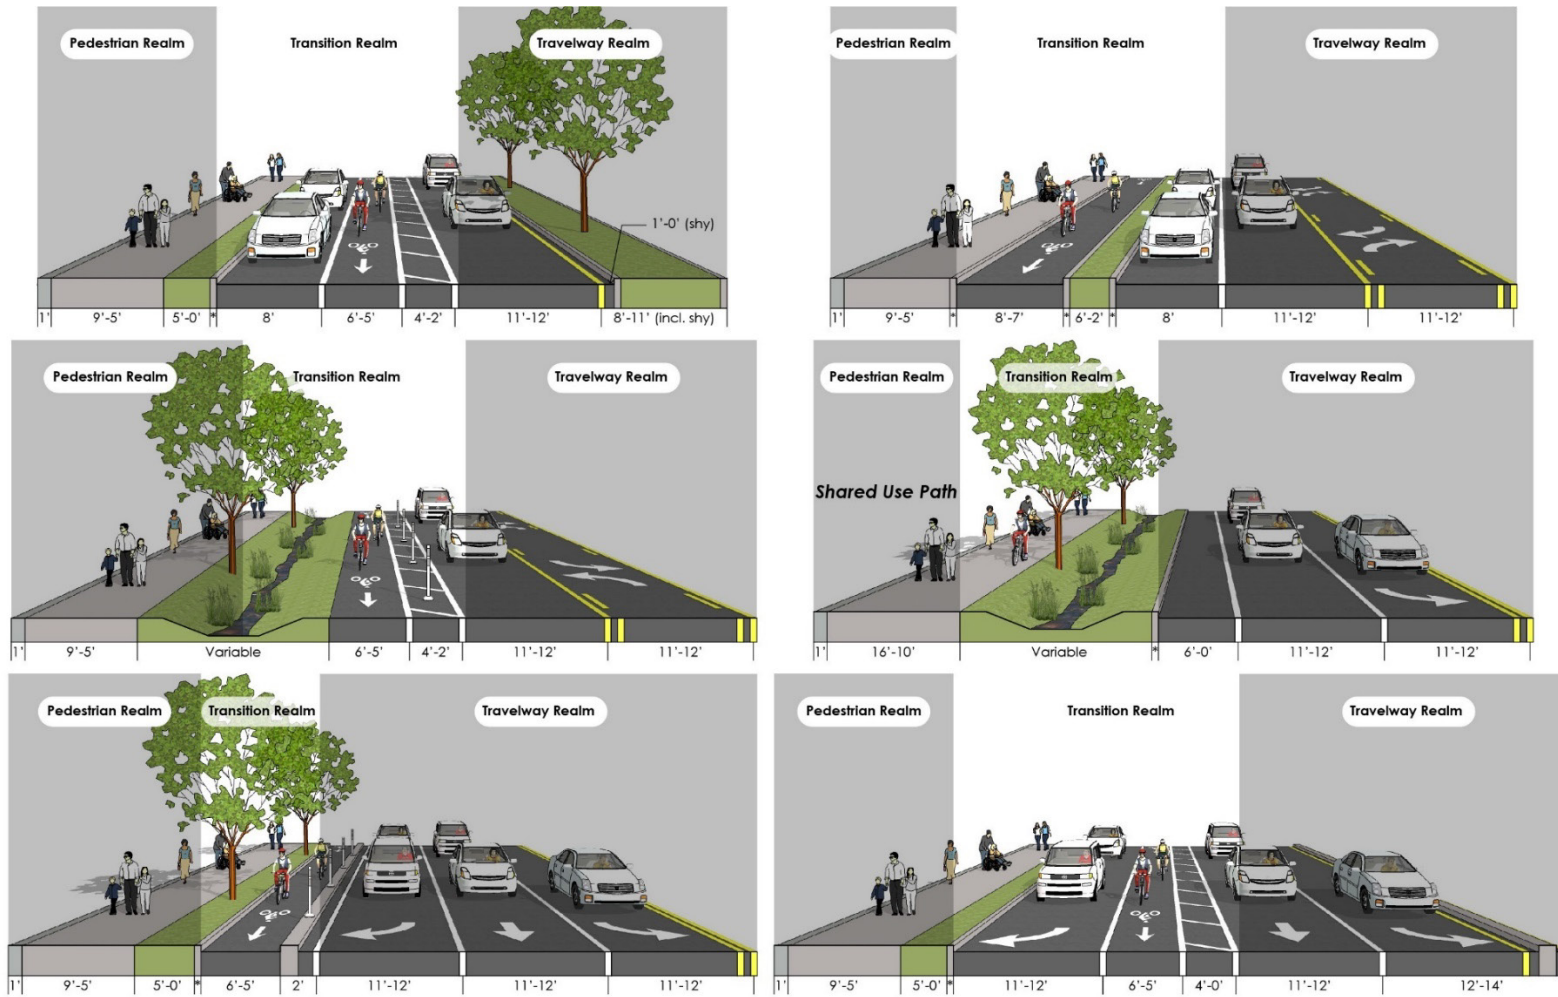 Pedestrian Realm
Transition Realm
Travelway Realm
1'-0' (shy)
1' 9'-5' 5'-0' * 8' 6'-5' 4'-2' 11'-12' 8'-11' (incl. shy)
Pedestrian Realm
Transition Realm
Travelway Realm
1' 9'-5' * 8'-7' * 6'-2' * 8' 11'-12' 11'-12'
Pedestrian Realm
Transition Realm
Travelway Realm
1' 9'-5' Variable 6'-5' 4'-2' 11'-12' 11'-12'
Pedestrian Realm
Transition Realm
Travelway Realm
Shared Use Path
1' 16'-10' Variable * 6'-0' 11'-12' 11'-12'
Pedestrian Realm
Transition Realm
Travelway Realm
1' 9'-5' 5'-0' * 6'-5' 2' 11'-12' 11'-12' 11'-12'
Pedestrian Realm
Transition Realm
Travelway Realm
1' 9'-5' 5'-0' * 11'-12' 6'-5' 4'-0' 11'-12' 12'-14'